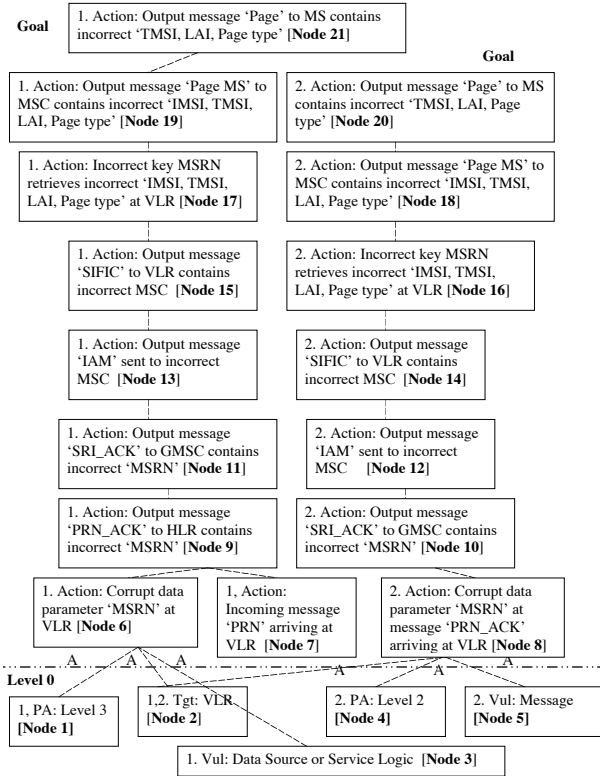 Goal
1. Action: Output message ‘Page’ to MS contains
incorrect ‘TMSI, LAI, Page type’ [Node 21]
Goal
1. Action: Output message ‘Page MS’ to
MSC contains incorrect ‘IMSI, TMSI,
LAI, Page type’ [Node 19]
2. Action: Output message ‘Page’ to MS
contains incorrect ‘TMSI, LAI, Page
type’ [Node 20]
1. Action: Incorrect key MSRN
retrieves incorrect ‘IMSI, TMSI,
LAI, Page type’ at VLR [Node 17]
2. Action: Output message ‘Page MS’ to
MSC contains incorrect ‘IMSI, TMSI,
LAI, Page type’ [Node 18]
1. Action: Output message
‘SIFIC’ to VLR contains
incorrect MSC [Node 15]
2. Action: Incorrect key MSRN
retrieves incorrect ‘IMSI, TMSI,
LAI, Page type’ at VLR [Node 16]
1. Action: Output message
‘IAM’ sent to incorrect
MSC [Node 13]
2. Action: Output message
‘SIFIC’ to VLR contains
incorrect MSC [Node 14]
1. Action: Output message
‘SRI_ACK’ to GMSC contains
incorrect ‘MSRN’ [Node 11]
2. Action: Output message
‘IAM’ sent to incorrect
MSC [Node 12]
1. Action: Output message
‘PRN_ACK’ to HLR contains
incorrect ‘MSRN’ [Node 9]
2. Action: Output message
‘SRI_ACK’ to GMSC contains
incorrect ‘MSRN’ [Node 10]
1. Action: Corrupt data
parameter ‘MSRN’ at
VLR [Node 6]
1, Action:
Incoming message
‘PRN’ arriving at
VLR [Node 7]
2. Action: Corrupt data
parameter ‘MSRN’ at
message ‘PRN_ACK’
arriving at VLR [Node 8]
A A A A A A
Level 0
1, PA: Level 3
[Node 1]
1,2. Tgt: VLR
[Node 2]
2. PA: Level 2
[Node 4]
2. Vul: Message
[Node 5]
1. Vul: Data Source or Service Logic [Node 3]